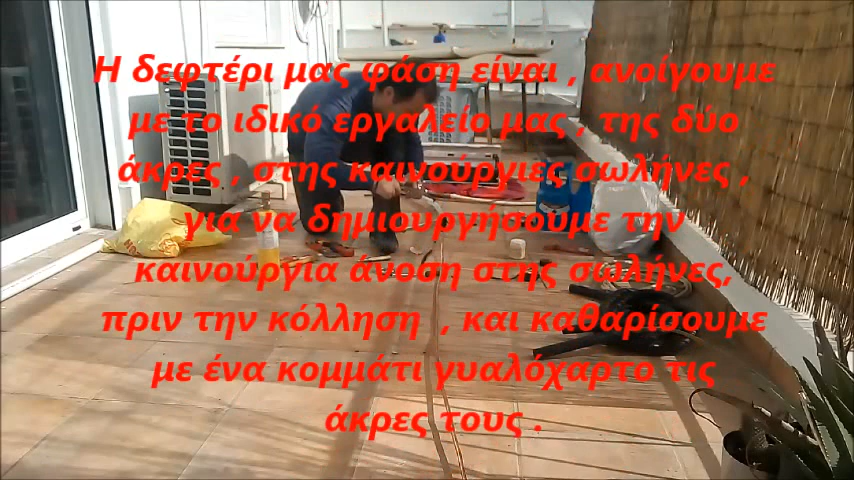 Η δεφτέρι μας φάση είναι , ανοίγουμε
με το ιδικό εργαλείο μας , της δύο
άκρες , στης καινούργιες σωλήνες ,
για να δημιουργήσουμε την
καινούργια άνοση στης σωλήνες,
πριν την κόλληση , και καθαρίσουμε
με ένα κομμάτι γυαλόχαρτο τις
άκρες τους .